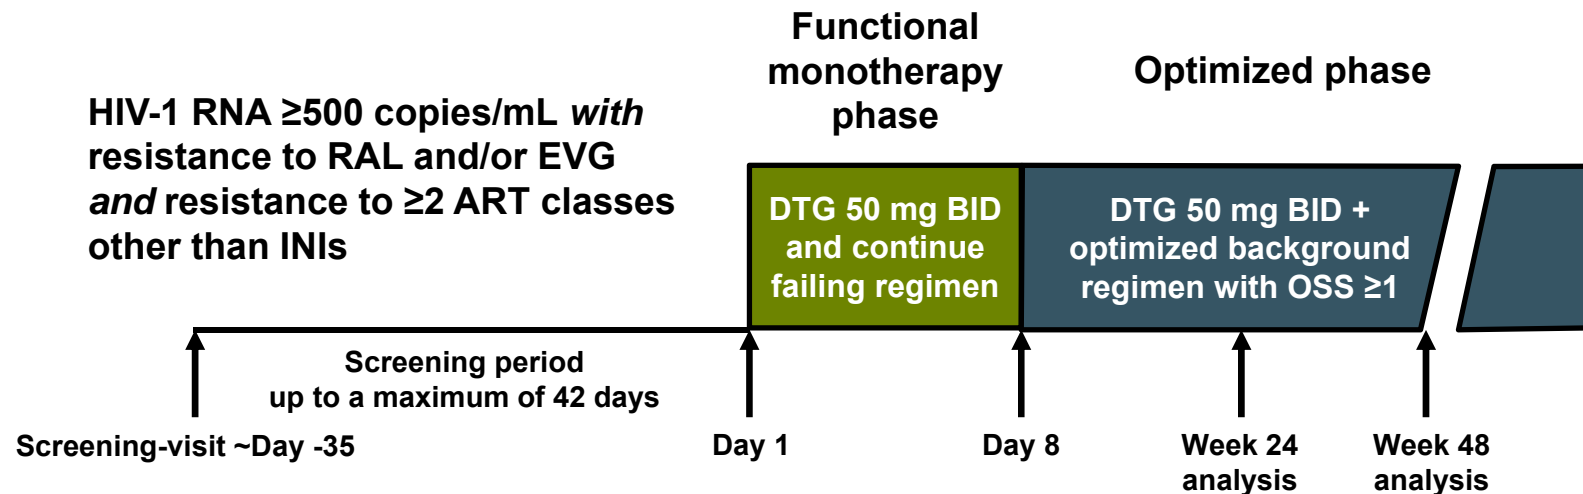 Functional
monotherapy
phase
Optimized phase
HIV-1 RNA ≥500 copies/mL with
resistance to RAL and/or EVG
and resistance to ≥2 ART classes
other than INIs
DTG 50 mg BID
and continue
failing regimen
DTG 50 mg BID +
optimized background
regimen with OSS ≥1
Screening period
up to a maximum of 42 days
Screening-visit ~Day -35
Day 1
Day 8
Week 24
analysis
Week 48
analysis